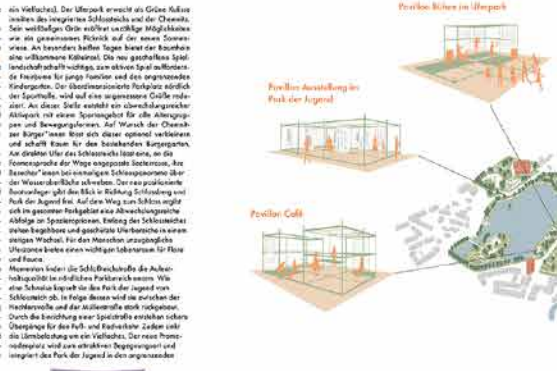 ein Vielfaches). Der Uferpark erwacht als Grüne Kulisse
inmitten des integrierten Schlossteichs und der Chemnitz.
Sein weitläufiges Grün eröffnet unzählige Möglichkeiten
wie ein gemeinsames Picknick auf der neuen Sonnen-
wiese. An besonders heißen Tagen bietet der Baumhain
eine willkommene Kühlinsel. Die neu geschaffene Spiel-
landschaft schafft wichtige, zum aktiven Spiel auffordern-
de Freiräume für junge Familien und den angrenzenden
Kindergarten. Der überdimensionierte Parkplatz nördlich
der Sporthalle, wird auf eine angemessene Größe redu-
ziert. An dieser Stelle entsteht ein abwechslungsreicher
Aktivpark mit einem Sportangebot für alle Altersgrup-
pen und Bewegungsformen. Auf Wunsch der Chemnit-
zer Bürger*innen lässt sich dieser optional verkleinern
und schafft Raum für den bestehenden Bürgergarten.
Am direkten Ufer des Schlossteichs lässt eine, an die
Formensprache der Woge angepasste Seeterrasse, ihre
Besucher*innen bei einmaligem Schlosspanorama über
der Wasseroberfläche schweben. Der neu positionierte
Bootsanleger gibt den Blick in Richtung Schlossberg und
Park der Jugend frei. Auf dem Weg zum Schloss ergibt
sich im gesamten Parkgebiet eine Abwechslungsreiche
Abfolge an Spazieroptionen. Entlang des Schlossteiches
stehen begehbare und geschützte Uferbereiche in einem
stetigen Wechsel. Für den Menschen unzugängliche
Uferzonen bieten einen wichtigen Lebensraum für Flora
und Fauna.
Momentan lindert die Schloßteichstraße die Aufent-
haltsqualität im nördlichen Parkbereich enorm. Wie
eine Schneise kapselt sie den Park der Jugend vom
Schlossteich ab. In Folge dessen wird sie zwischen der
Hechlerstraße und der Müllerstraße stark rückgebaut.
Durch die Einrichtung einer Spielstraße entstehen sichere
Übergänge für den Fuß- und Radverkehr. Zudem sinkt
die Lärmbelastung um ein Vielfaches. Der neue Prome-
nadenplatz wird zum attraktiven Begegnungsort und
integriert den Park der Jugend in den angrenzenden
Pavillon Bühne im Uferpark
Pavillon Ausstellung im
Park der Jugend
Pavillon Café